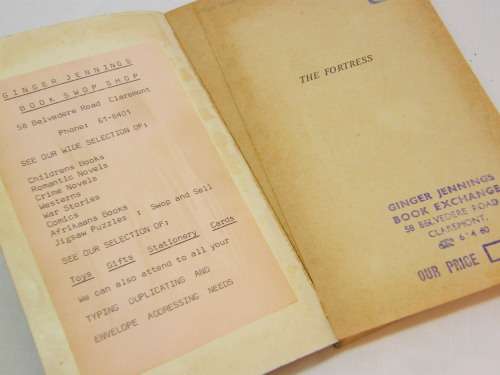 GINGER JENNINGS
BOOK SWOP SHOP
58 Belvedere Road Claremont
Phone: 61-8401
SEE OUR WIDE SELECTION OF;
Childrens Books
Romantic Novels
Crime Novels
Westerns
War Stories
Comics
Afrikaans Books
Jigsaw Puzzles ; Swop and Sell
SEE OUR SELECTION OF;
Toys Gifts Stationery Cards
We can also attend to all your
TYPING DUPLICATING AND
ENVELOPE ADDRESSING NEEDS
THE FORTRESS
GINGER JENNINGS
BOOK EXCHANGE
58 BELVEDERE ROAD
CLAREMONT.
OUR PRICE